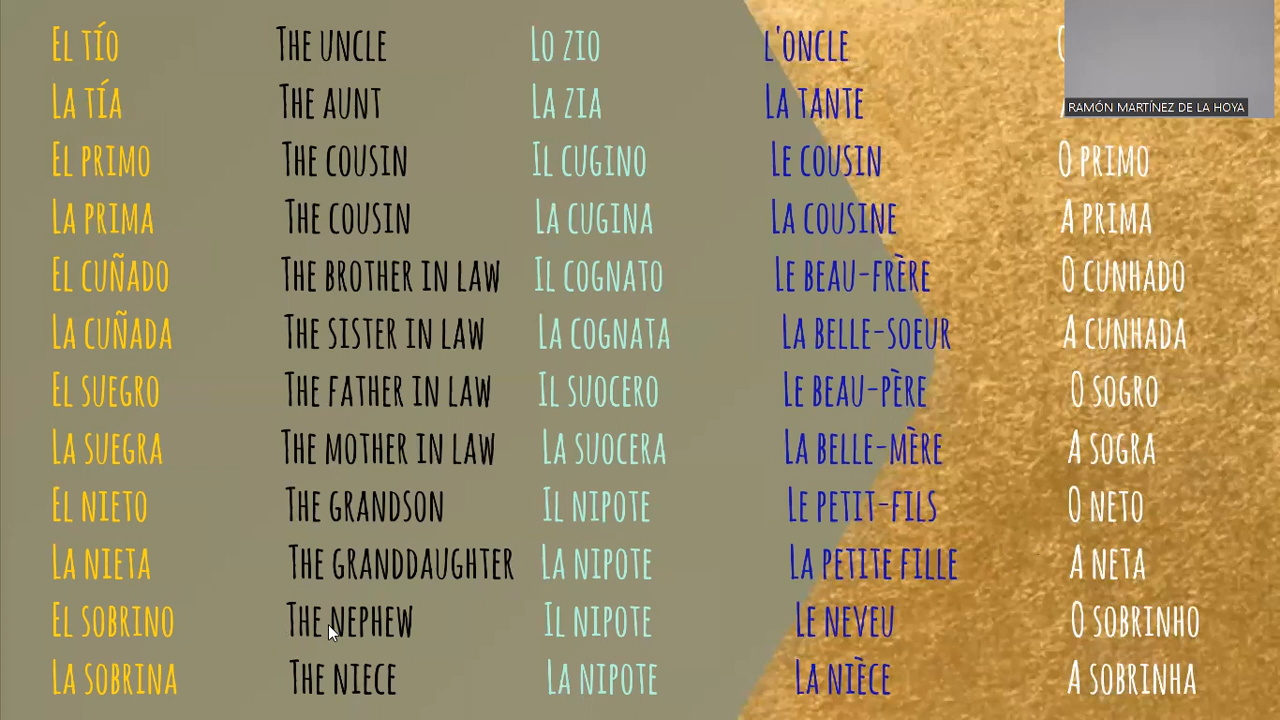 El tío The uncle Lo zio l'oncle
La tía The aunt La zia La tante
RAMÓN MARTÍNEZ DE LA HOYA
El primo The cousin Il cugino Le cousin O primo
La prima The cousin La cugina La cousine A prima
El cuñado The brother in law Il cognato Le beau-frère O cunhado
La cuñada The sister in law La cognata La belle-soeur A cunhada
El suegro The father in law Il suocero Le beau-père O sogro
La suegra The mother in law La suocera La belle-mère A sogra
El nieto The grandson Il nipote Le petit-fils O neto
La nieta The granddaughter La nipote La petite fille A neta
El sobrino The nephew Il nipote Le neveu O sobrinho
La sobrina The niece La nipote La nièce A sobrinha